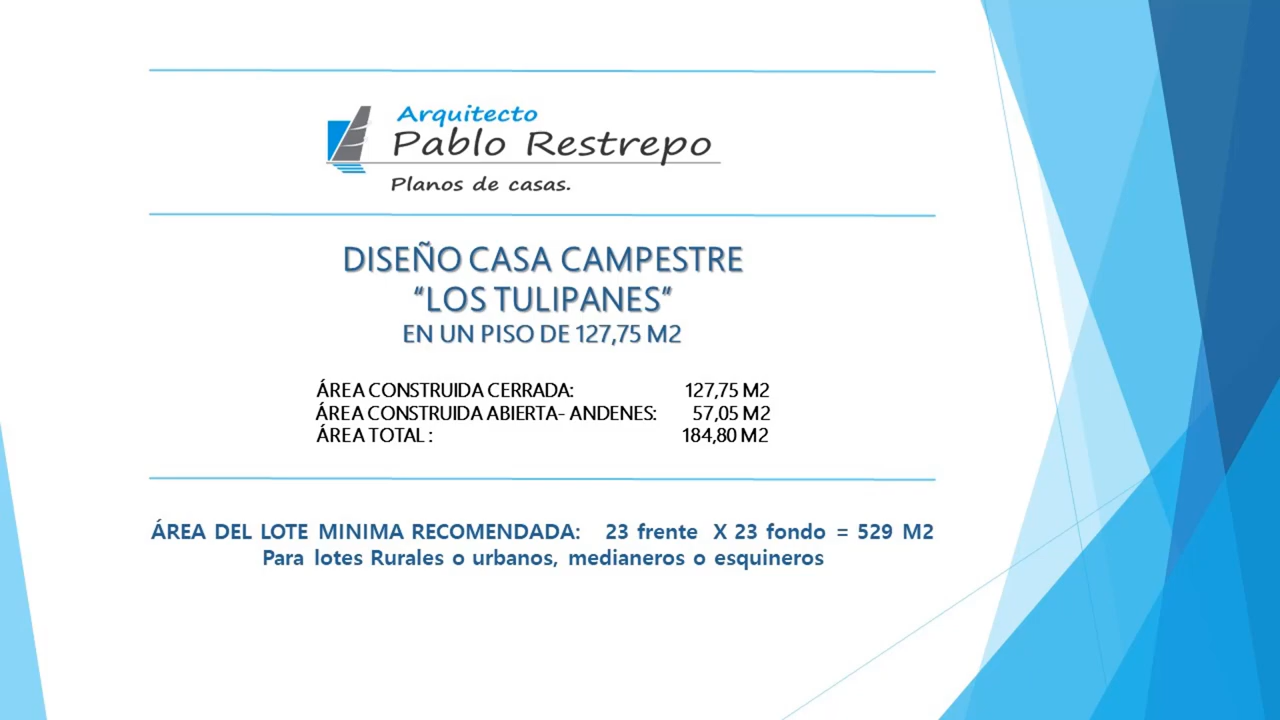 Arquitecto
Pablo Restrepo
Planos de casas.
DISEÑO CASA CAMPESTRE
“LOS TULIPANES”
EN UN PISO DE 127,75 M2
ÁREA CONSTRUIDA CERRADA: 127,75 M2
ÁREA CONSTRUIDA ABIERTA- ANDENES: 57,05 M2
ÁREA TOTAL : 184,80 M2
ÁREA DEL LOTE MINIMA RECOMENDADA: 23 frente X 23 fondo = 529 M2
Para lotes Rurales o urbanos, medianeros o esquineros